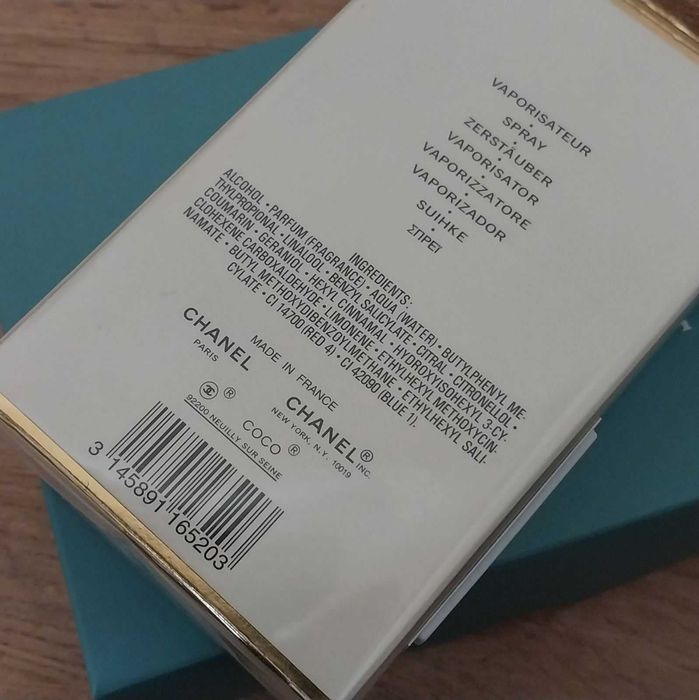 VAPORISATEUR
•
SPRAY
•
ZERSTÄUBER
•
VAPORISATOR
•
VAPORIZZATORE
•
VAPORIZADOR
•
SUIHKE
•
ΣΠΡΕΪ
INGREDIENTS:
ALCOHOL • PARFUM (FRAGRANCE) • AQUA (WATER) • BUTYLPHENYL ME-
THYLPROPIONAL • LINALOOL • BENZYL SALICYLATE • CITRAL • CITRONELLOL •
COUMARIN • GERANIOL • HEXYL CINNAMAL • HYDROXYISOHEXYL 3-CY-
CLOHEXENE CARBOXALDEHYDE • LIMONENE • ETHYLHEXYL METHOXYCIN-
NAMATE • BUTYL METHOXYDIBENZOYLMETHANE • ETHYLHEXYL SALI-
CYLATE • CI 14700 (RED 4) • CI 42090 (BLUE 1).
MADE IN FRANCE
CHANEL
PARIS
CHANEL® INC.
NEW YORK, N.Y. 10019
®
COCO ®
92200 NEUILLY SUR SEINE
3 145891 165203